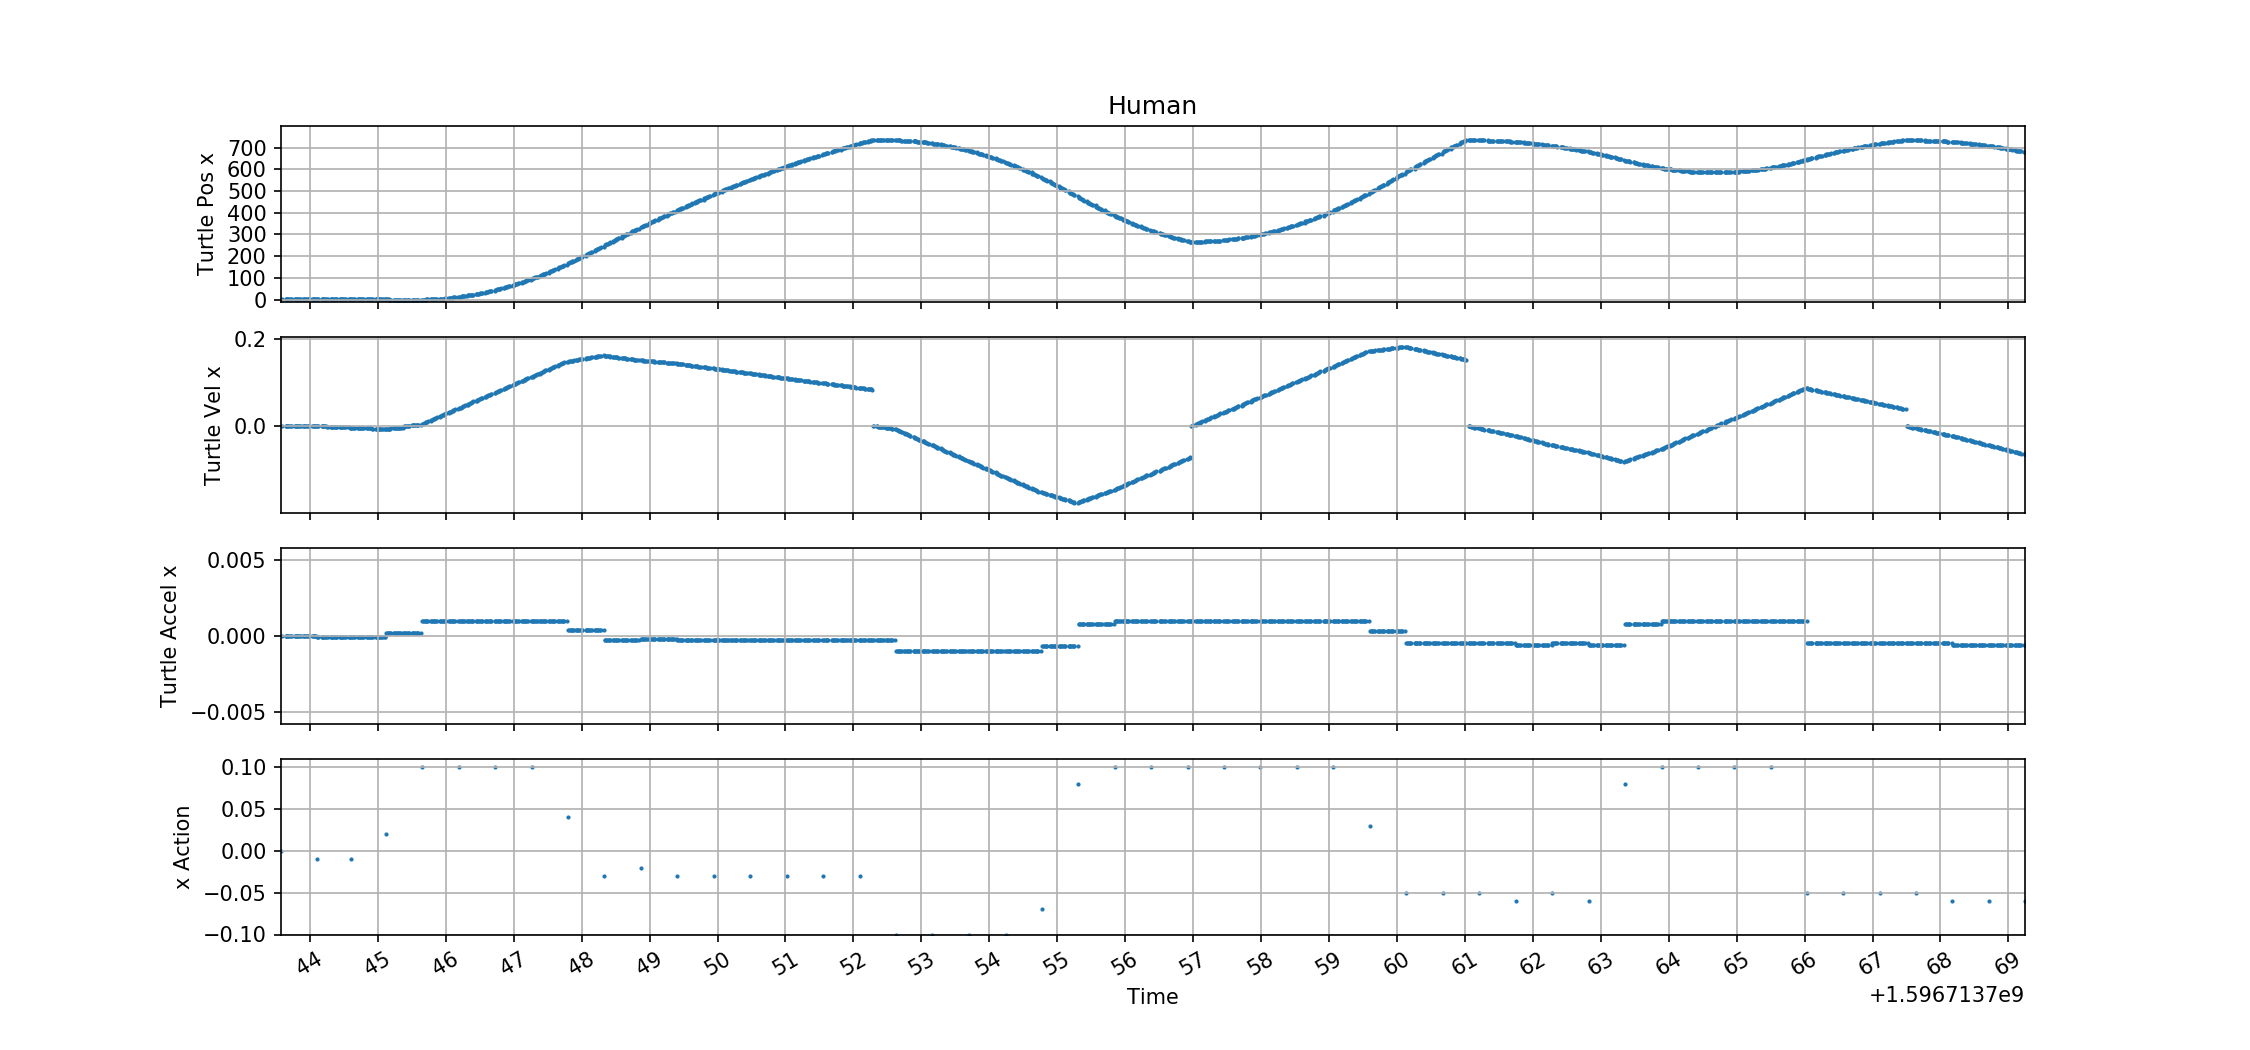 Human
Turtle Pos x
700
600
500
400
300
200
100
0
Turtle Vel x
0.2
0.0
Turtle Accel x
0.005
0.000
−0.005
x Action
0.10
0.05
0.00
−0.05
−0.10
44 45 46 47 48 49 50 51 52 53 54 55 56 57 58 59 60 61 62 63 64 65 66 67 68 69
Time
+1.5967137e9